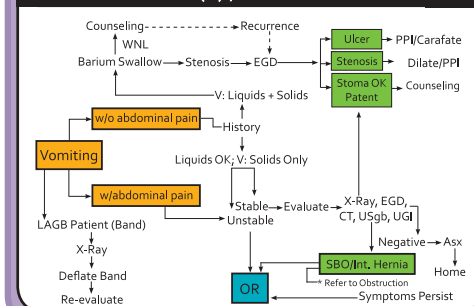 Counseling
Recurrence
WNL
Barium Swallow
Stenosis
EGD
Ulcer
PPI/Carafate
Stenosis
Dilate/PPI
Stoma OK
Patent
Counseling
V: Liquids + Solids
w/o abdominal pain
History
Vomiting
Liquids OK; V: Solids Only
w/abdominal pain
Stable
Unstable
Evaluate
X-Ray, EGD,
CT, USgb, UGI
LAGB Patient (Band)
X-Ray
Deflate Band
Re-evaluate
Negative
Asx
Home
SBO/Int. Hernia
* Refer to Obstruction
OR
Symptoms Persist